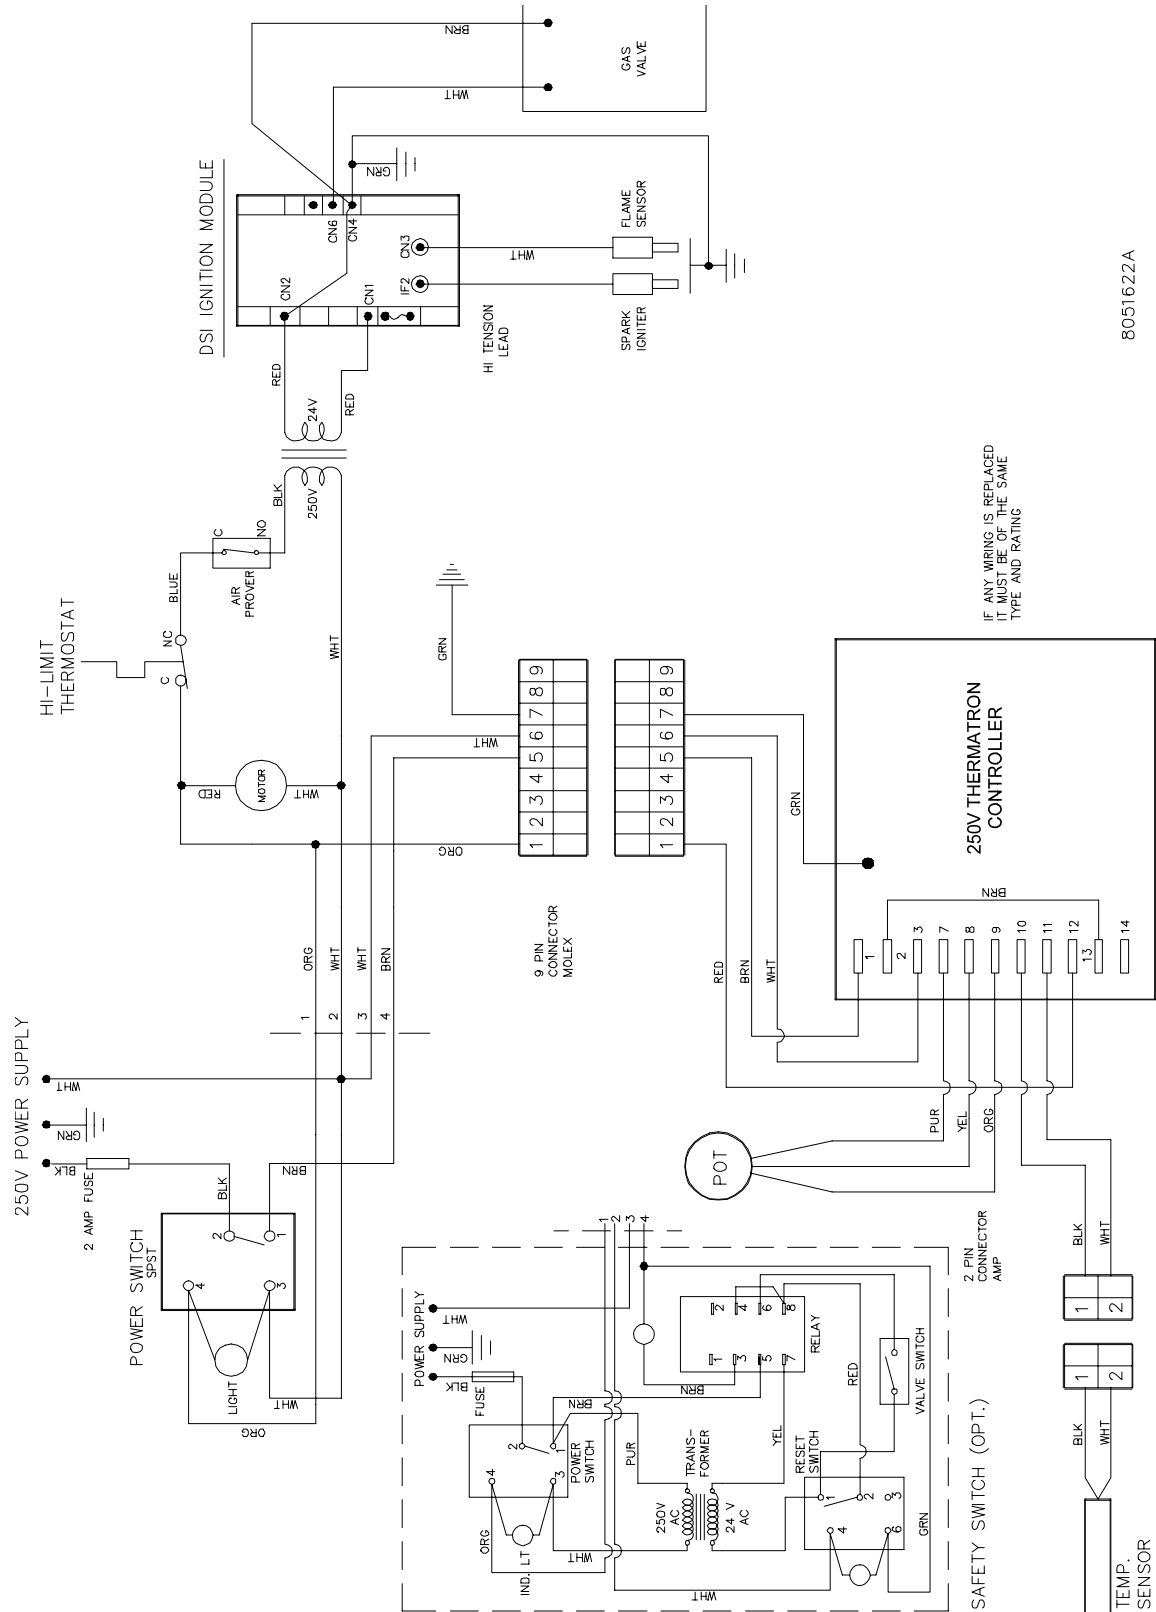 250V POWER SUPPLY
BLK
GRN
WHT
2 AMP FUSE
BLK
POWER SWITCH
SPST
2
1
4
3
LIGHT
BRN
WHT
ORG
1
2
3
4
ORG
WHT
WHT
BRN
HI-LIMIT
THERMOSTAT
C
NC
BLUE
RED
MOTOR
WHT
WHT
AIR
PROVER
C
NO
BLK
250V
24V
RED
RED
DSI IGNITION MODULE
CN2
CN1
CN6
CN4
IF2
CN3
GRN
BRN
WHT
GAS
VALVE
HI TENSION
LEAD
WHT
SPARK
IGNITER
FLAME
SENSOR
GRN
WHT
ORG
9 PIN
CONNECTOR
MOLEX
1
2
3
4
5
6
7
8
9
1
2
3
4
5
6
7
8
9
RED
BRN
WHT
GRN
250V THERMATRON
CONTROLLER
BRN
1
2
3
7
8
9
10
11
12
13
14
IF ANY WIRING IS REPLACED
IT MUST BE OF THE SAME
TYPE AND RATING
8051622A
POT
PUR
YEL
ORG
2 PIN
CONNECTOR
AMP
BLK
WHT
1
2
1
2
BLK
WHT
TEMP.
SENSOR
SAFETY SWITCH (OPT.)
POWER SUPPLY
BLK
GRN
WHT
FUSE
1
2
3
4
POWER
SWITCH
2
1
4
3
ORG
IND. LT
WHT
BRN
PUR
BRN
TRANS-
FORMER
250V
AC
24 V
AC
YEL
RELAY
1
2
3
4
5
6
7
8
RED
RESET
SWITCH
1
2
3
4
6
VALVE SWITCH
GRN
WHT